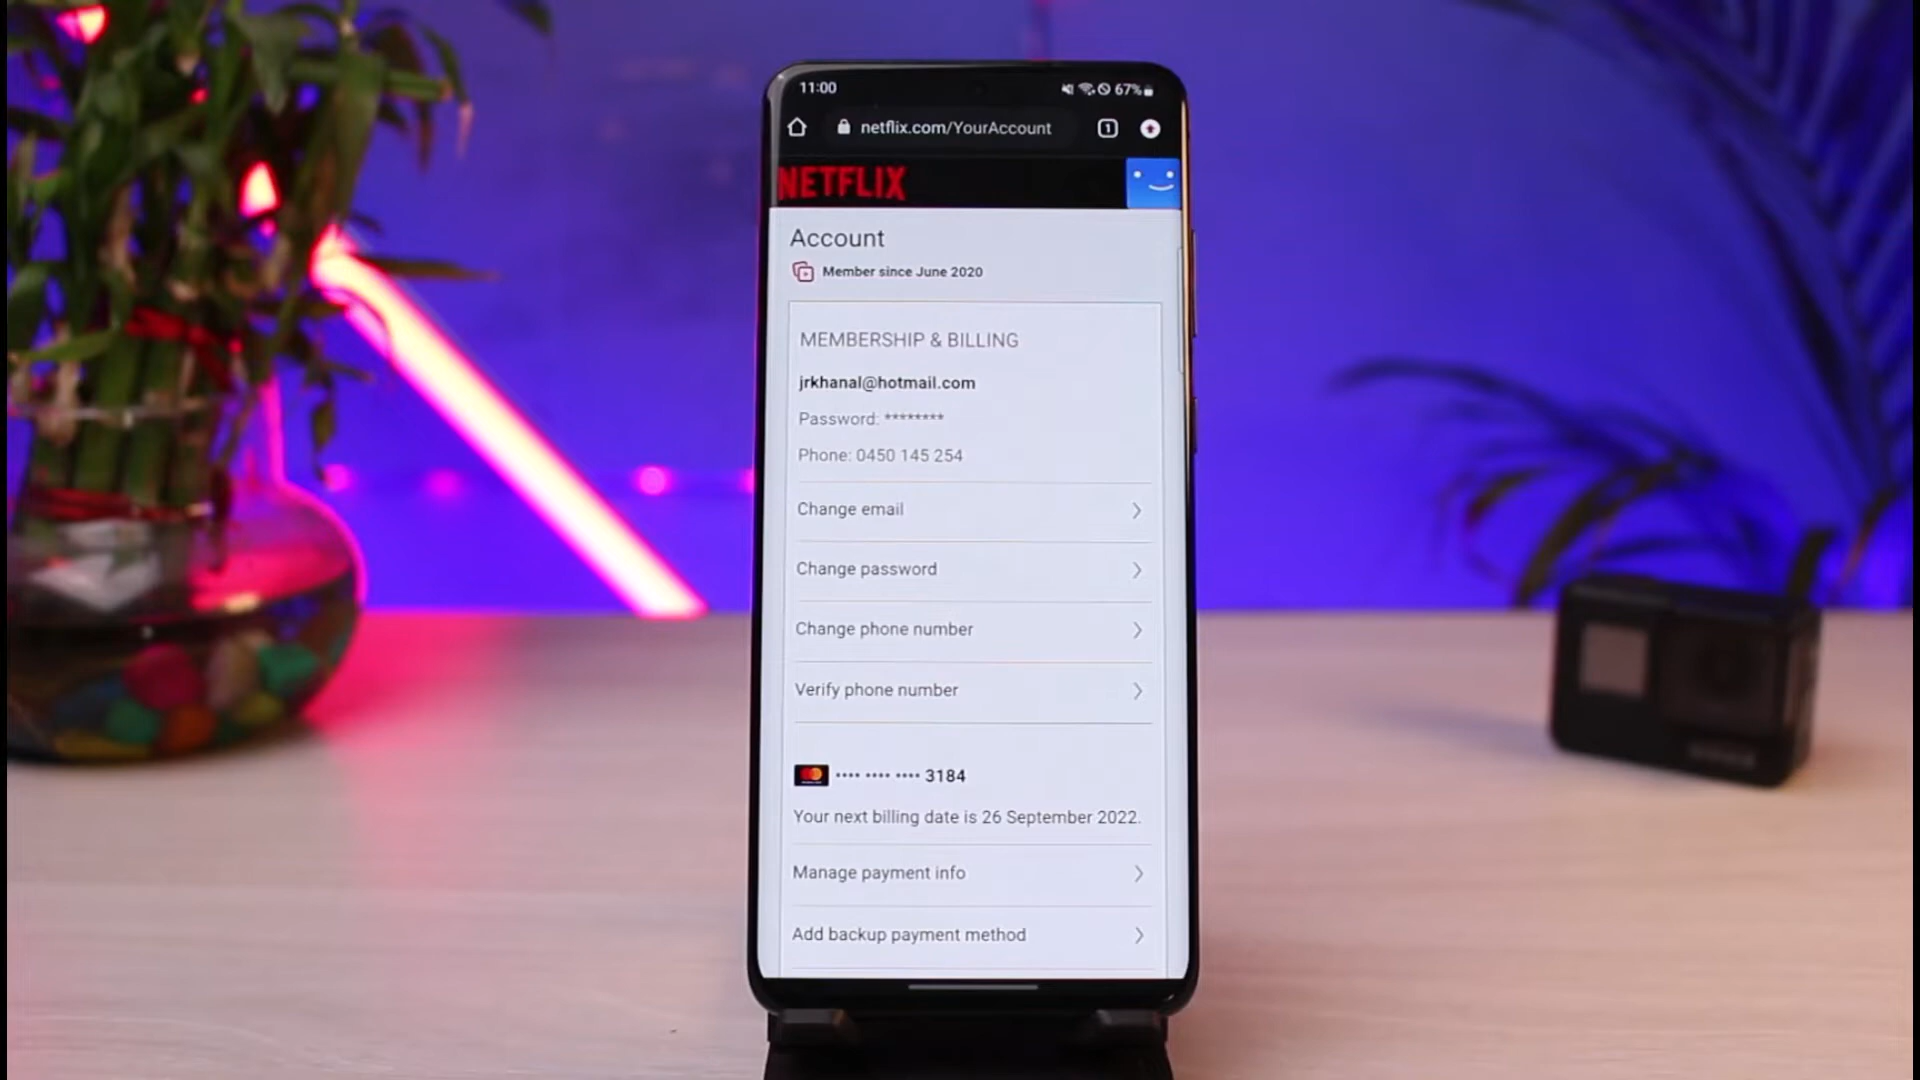 11:00
67%
netflix.com/YourAccount
1
NETFLIX
Account
Member since June 2020
MEMBERSHIP & BILLING
jrkhanal@hotmail.com
Password: ********
Phone: 0450 145 254
Change email
Change password
Change phone number
Verify phone number
•••• •••• •••• 3184
Your next billing date is 26 September 2022.
Manage payment info
Add backup payment method